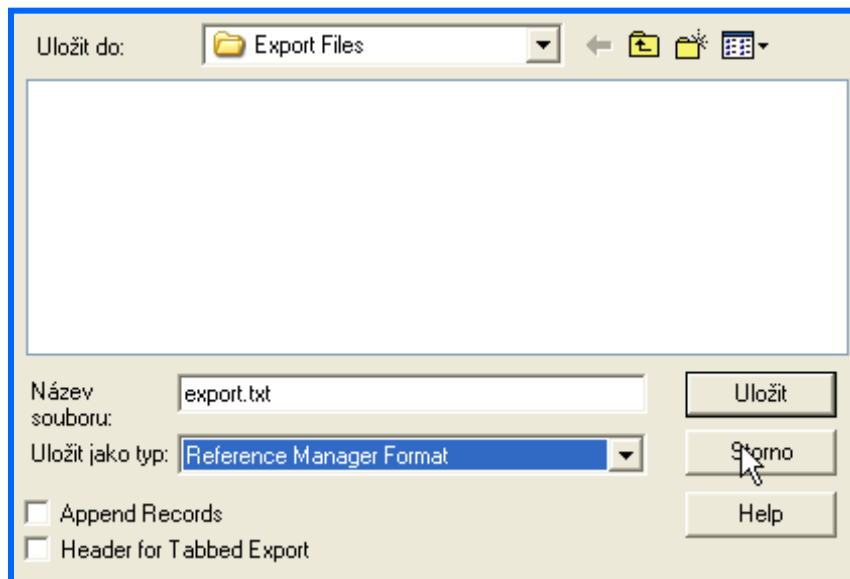 Uložit do:
Export Files
Název
souboru:
export.txt
Uložit
Uložit jako typ:
Reference Manager Format
Storno
Append Records
Help
Header for Tabbed Export